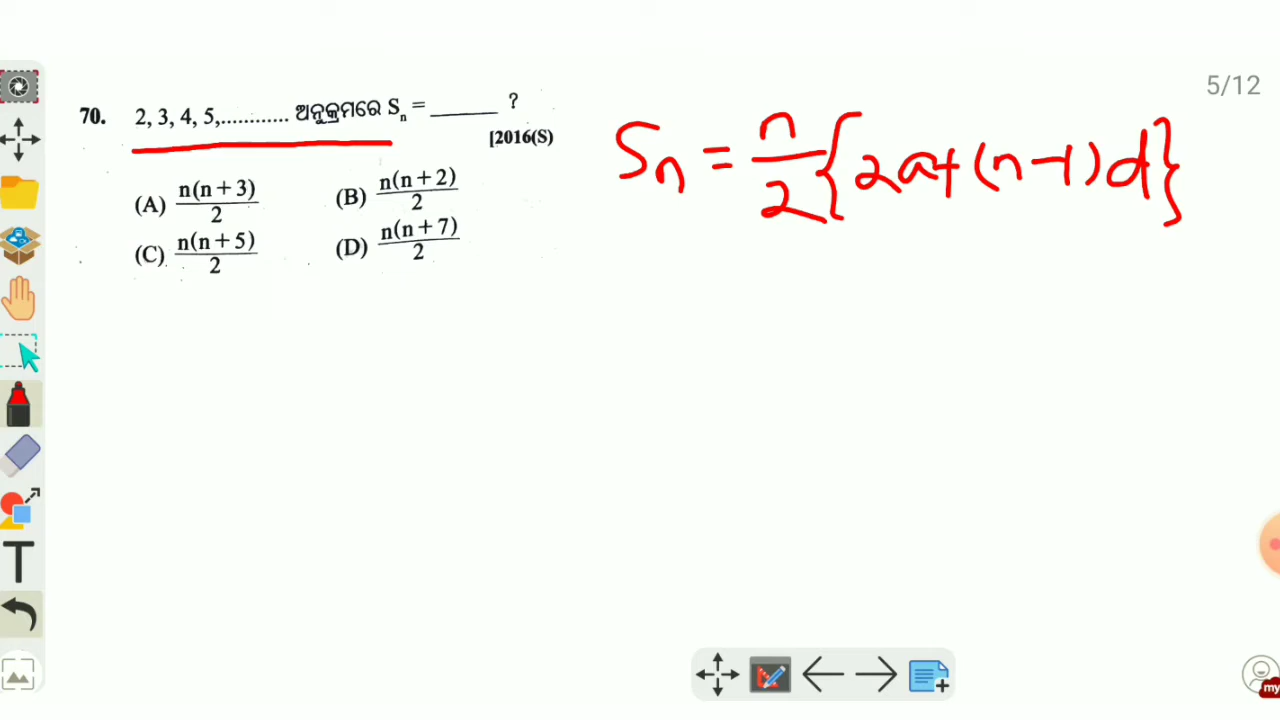 5/12
70. 2, 3, 4, 5,............ ଅନୁକ୍ରମରେ Sn = ______ ?
[2016(S)
(A) n(n + 3)/2 (B) n(n + 2)/2
(C) n(n + 5)/2 (D) n(n + 7)/2
Sn = n/2 {2a+(n-1)d}
T
my